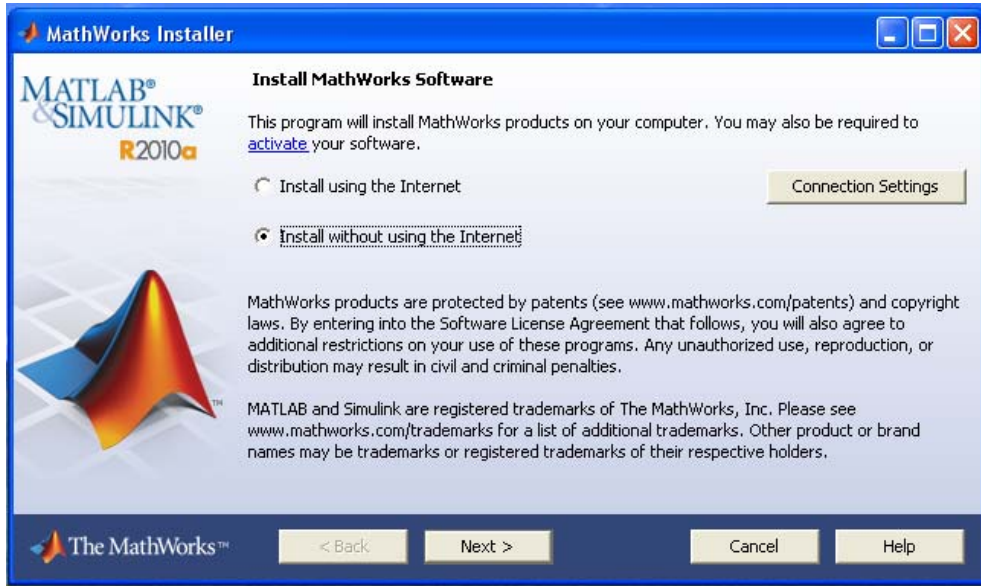 MathWorks Installer
MATLAB®
&SIMULINK®
R2010a
Install MathWorks Software
This program will install MathWorks products on your computer. You may also be required to
activate your software.
Install using the Internet
Connection Settings
Install without using the Internet
MathWorks products are protected by patents (see www.mathworks.com/patents) and copyright
laws. By entering into the Software License Agreement that follows, you will also agree to
additional restrictions on your use of these programs. Any unauthorized use, reproduction, or
distribution may result in civil and criminal penalties.
TM
MATLAB and Simulink are registered trademarks of The MathWorks, Inc. Please see
www.mathworks.com/trademarks for a list of additional trademarks. Other product or brand
names may be trademarks or registered trademarks of their respective holders.
The MathWorks™
< Back
Next >
Cancel
Help